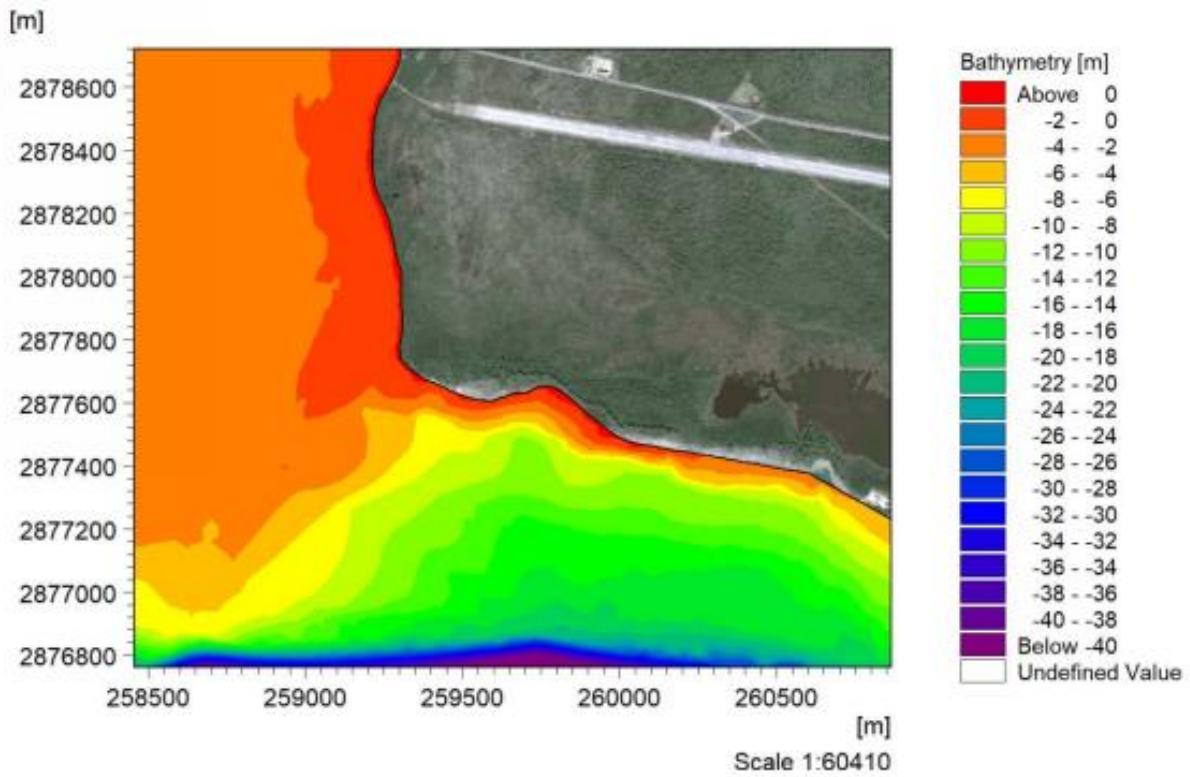 [m]
2878600
2878400
2878200
2878000
2877800
2877600
2877400
2877200
2877000
2876800
258500 259000 259500 260000 260500
[m]
Scale 1:60410
Bathymetry [m]
Above 0
-2 - 0
-4 - -2
-6 - -4
-8 - -6
-10 - -8
-12 - -10
-14 - -12
-16 - -14
-18 - -16
-20 - -18
-22 - -20
-24 - -22
-26 - -24
-28 - -26
-30 - -28
-32 - -30
-34 - -32
-36 - -34
-38 - -36
-40 - -38
Below -40
Undefined Value